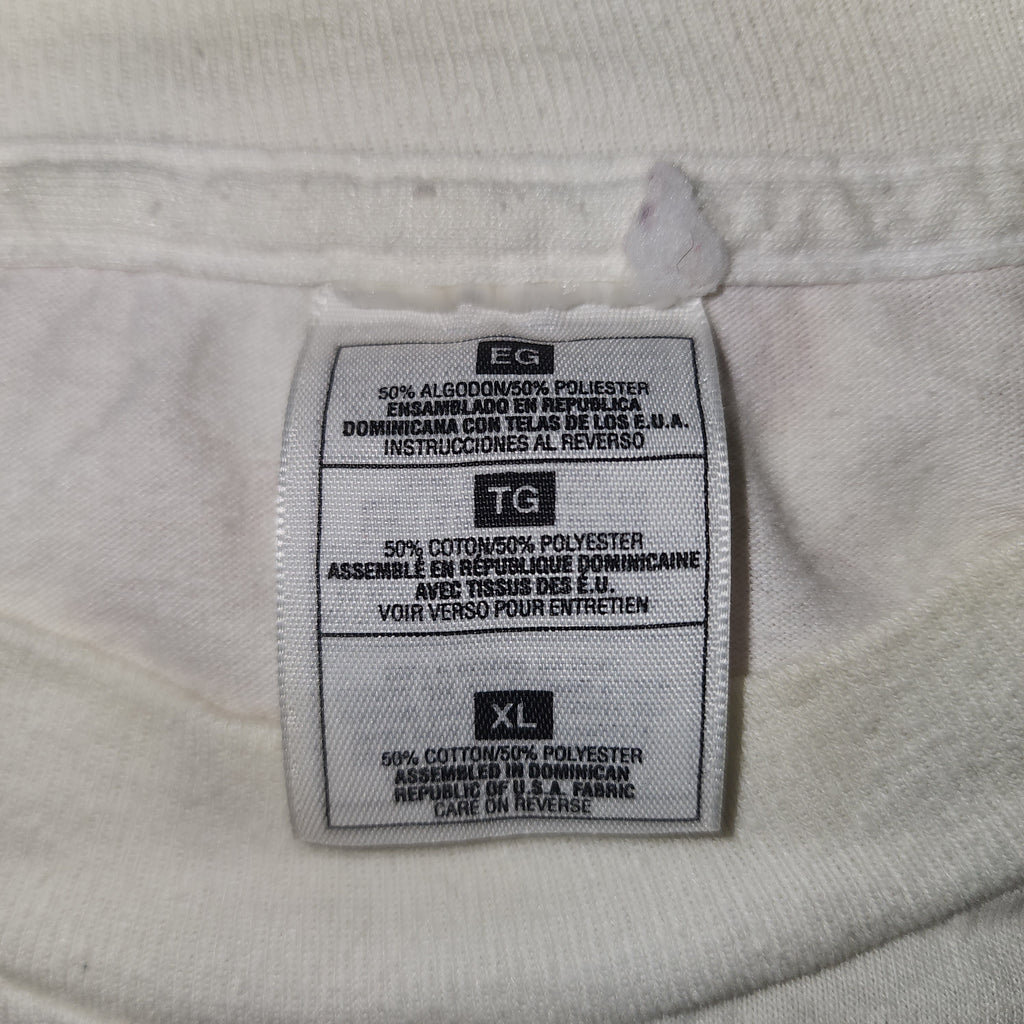 EG
50% ALGODON/50% POLIESTER
ENSAMBLADO EN REPUBLICA
DOMINICANA CON TELAS DE LOS E.U.A.
INSTRUCCIONES AL REVERSO
TG
50% COTON/50% POLYESTER
ASSEMBLÉ EN RÉPUBLIQUE DOMINICAINE
AVEC TISSUS DES É.U.
VOIR VERSO POUR ENTRETIEN
XL
50% COTTON/50% POLYESTER
ASSEMBLED IN DOMINICAN
REPUBLIC OF U.S.A. FABRIC
CARE ON REVERSE